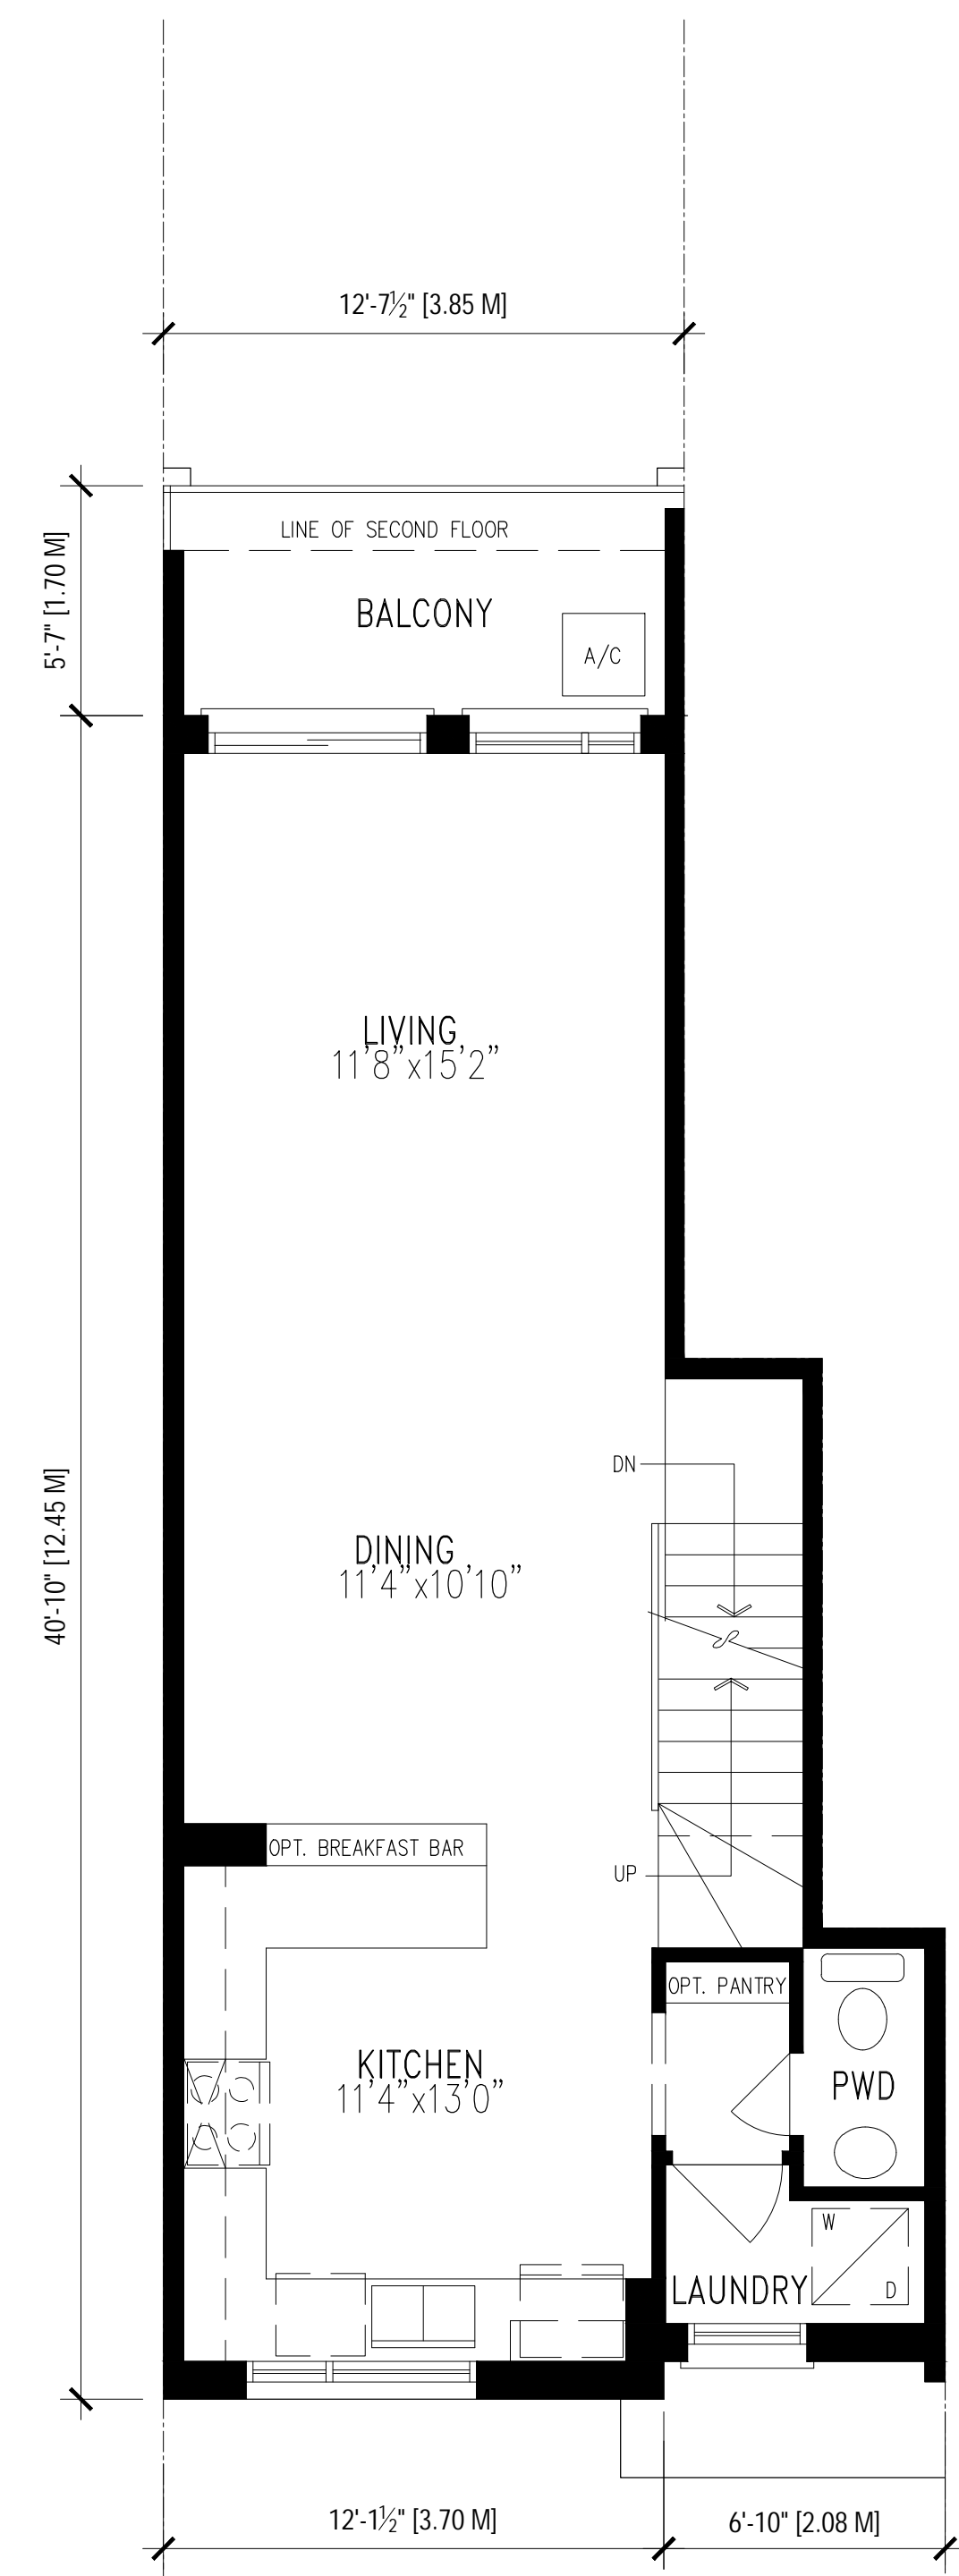 12'-7½" [3.85 M]
LINE OF SECOND FLOOR
BALCONY
A/C
5'-7" [1.70 M]
LIVING
11'8"x15'2"
DN
40'-10" [12.45 M]
DINING
11'4"x10'10"
OPT. BREAKFAST BAR
UP
OPT. PANTRY
KITCHEN
11'4"x13'0"
PWD
W
D
LAUNDRY
12'-1½" [3.70 M]
6'-10" [2.08 M]